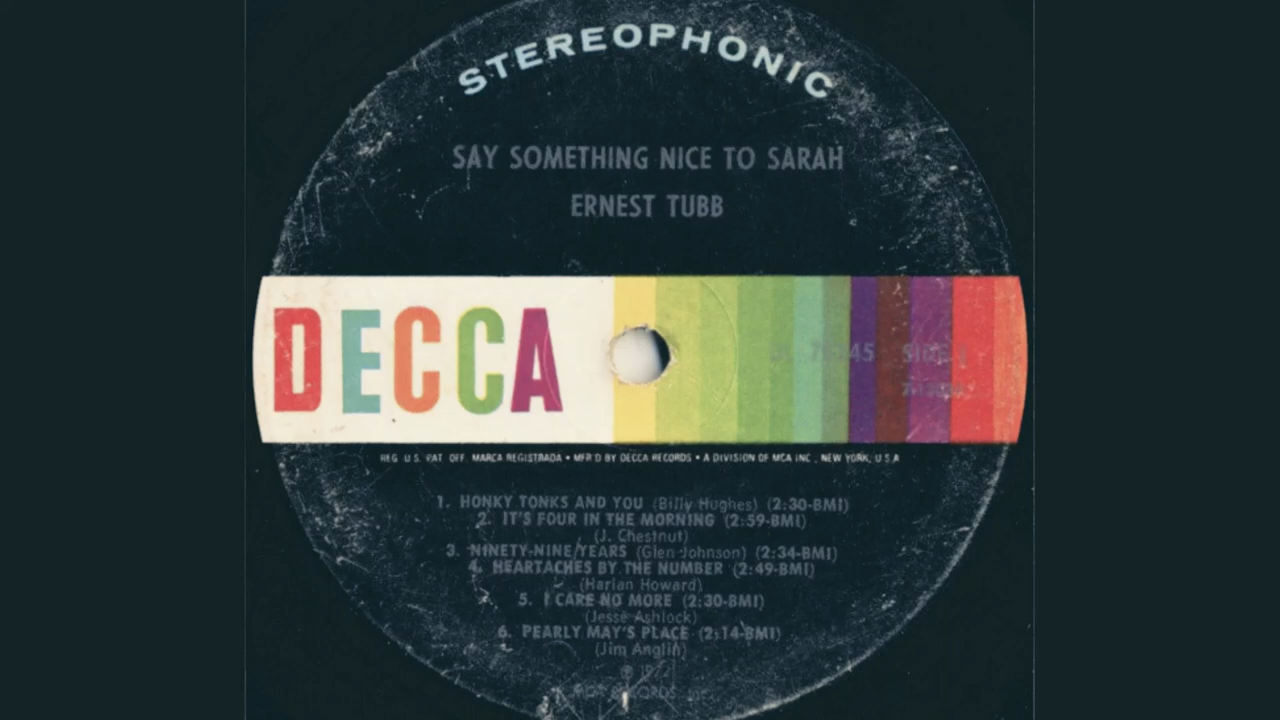 STEREOPHONIC
SAY SOMETHING NICE TO SARAH
ERNEST TUBB
DECCA
45 SIDE
REG. U.S. PAT. OFF. MARCA REGISTRADA • MFR'D BY DECCA RECORDS • A DIVISION OF MCA INC., NEW YORK, U.S.A
1. HONKY TONKS AND YOU (Billy Hughes) (2:30-BMI)
2. IT'S FOUR IN THE MORNING (2:59-BMI)
(J. Chestnut)
3. NINETY-NINE YEARS (Glen Johnson) (2:34-BMI)
4. HEARTACHES BY THE NUMBER (2:49-BMI)
(Harlan Howard)
5. I CARE NO MORE (2:30-BMI)
(Jesse Ashlock)
6. PEARLY MAY'S PLACE (2:14-BMI)
(Jim Anglin)
℗ 1972